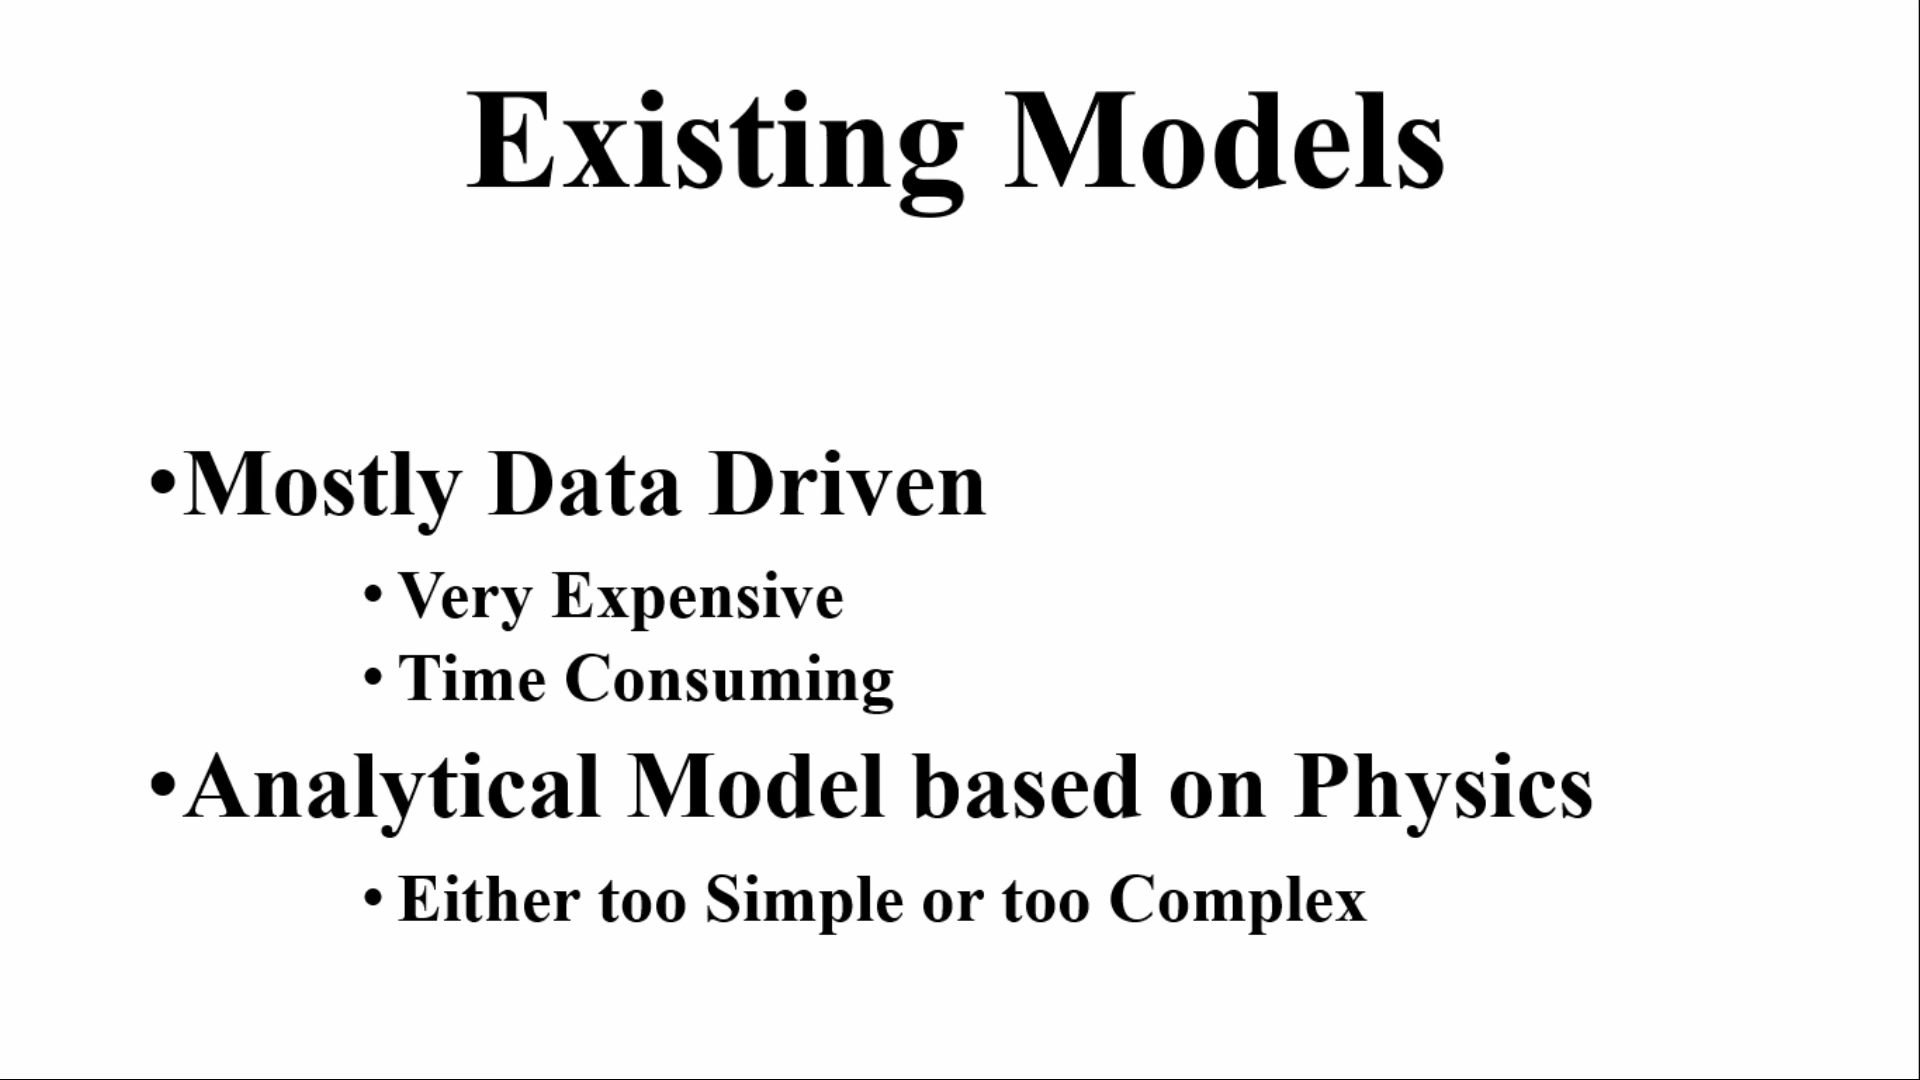 Existing Models
•Mostly Data Driven
• Very Expensive
• Time Consuming
•Analytical Model based on Physics
• Either too Simple or too Complex